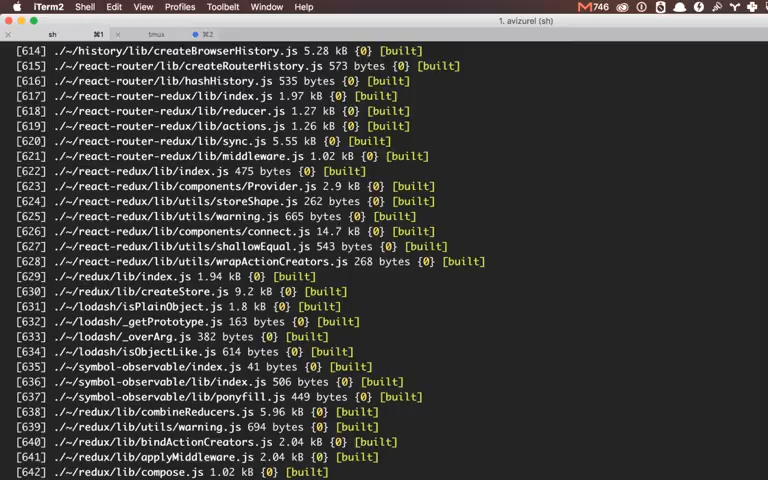 iTerm2 Shell Edit View Profiles Toolbelt Window Help 746
1. avizurel (sh)
sh ⌘1 tmux ⌘2
[614] ./~/history/lib/createBrowserHistory.js 5.28 kB {0} [built]
[615] ./~/react-router/lib/createRouterHistory.js 573 bytes {0} [built]
[616] ./~/react-router/lib/hashHistory.js 535 bytes {0} [built]
[617] ./~/react-router-redux/lib/index.js 1.97 kB {0} [built]
[618] ./~/react-router-redux/lib/reducer.js 1.27 kB {0} [built]
[619] ./~/react-router-redux/lib/actions.js 1.26 kB {0} [built]
[620] ./~/react-router-redux/lib/sync.js 5.55 kB {0} [built]
[621] ./~/react-router-redux/lib/middleware.js 1.02 kB {0} [built]
[622] ./~/react-redux/lib/index.js 475 bytes {0} [built]
[623] ./~/react-redux/lib/components/Provider.js 2.9 kB {0} [built]
[624] ./~/react-redux/lib/utils/storeShape.js 262 bytes {0} [built]
[625] ./~/react-redux/lib/utils/warning.js 665 bytes {0} [built]
[626] ./~/react-redux/lib/components/connect.js 14.7 kB {0} [built]
[627] ./~/react-redux/lib/utils/shallowEqual.js 543 bytes {0} [built]
[628] ./~/react-redux/lib/utils/wrapActionCreators.js 268 bytes {0} [built]
[629] ./~/redux/lib/index.js 1.94 kB {0} [built]
[630] ./~/redux/lib/createStore.js 9.2 kB {0} [built]
[631] ./~/lodash/isPlainObject.js 1.8 kB {0} [built]
[632] ./~/lodash/_getPrototype.js 163 bytes {0} [built]
[633] ./~/lodash/_overArg.js 382 bytes {0} [built]
[634] ./~/lodash/isObjectLike.js 614 bytes {0} [built]
[635] ./~/symbol-observable/index.js 41 bytes {0} [built]
[636] ./~/symbol-observable/lib/index.js 506 bytes {0} [built]
[637] ./~/symbol-observable/lib/ponyfill.js 449 bytes {0} [built]
[638] ./~/redux/lib/combineReducers.js 5.96 kB {0} [built]
[639] ./~/redux/lib/utils/warning.js 694 bytes {0} [built]
[640] ./~/redux/lib/bindActionCreators.js 2.04 kB {0} [built]
[641] ./~/redux/lib/applyMiddleware.js 2.04 kB {0} [built]
[642] ./~/redux/lib/compose.js 1.02 kB {0} [built]